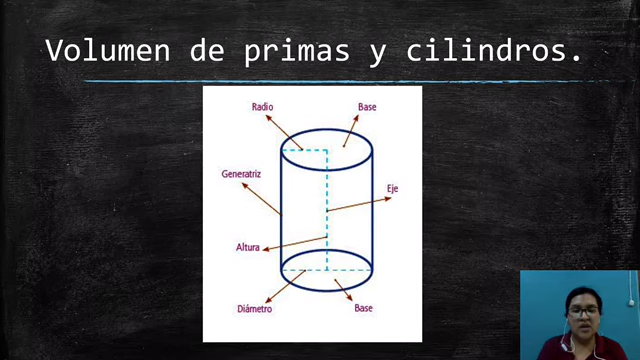 Volumen de primas y cilindros.
Radio
Base
Generatriz
Eje
Altura
Diámetro
Base